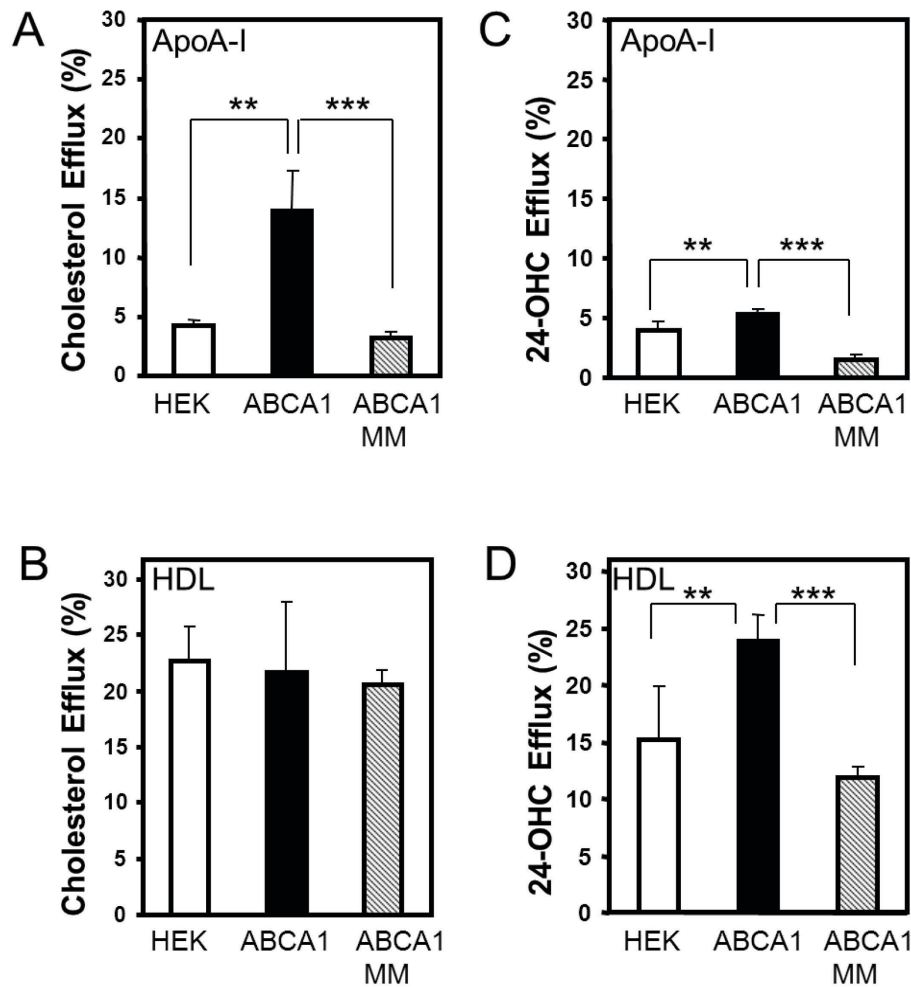 A
ApoA-I
Cholesterol Efflux (%)
30
25
20
15
10
5
0
**
***
HEK
ABCA1
ABCA1
MM
C
ApoA-I
24-OHC Efflux (%)
30
25
20
15
10
5
0
**
***
HEK
ABCA1
ABCA1
MM
B
HDL
Cholesterol Efflux (%)
30
25
20
15
10
5
0
HEK
ABCA1
ABCA1
MM
D
HDL
24-OHC Efflux (%)
30
25
20
15
10
5
0
**
***
HEK
ABCA1
ABCA1
MM